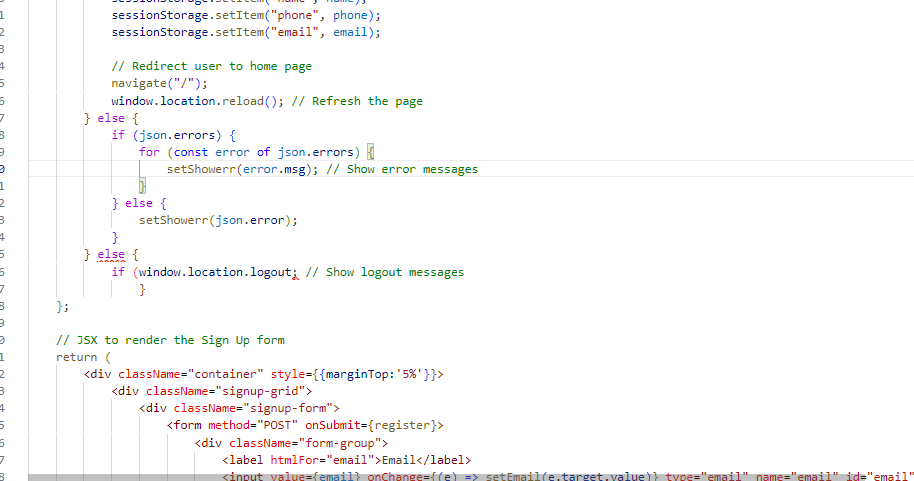 sessionStorage.setItem("name", name);
1 sessionStorage.setItem("phone", phone);
2 sessionStorage.setItem("email", email);
3
4 // Redirect user to home page
5 navigate("/");
6 window.location.reload(); // Refresh the page
7 } else {
8 if (json.errors) {
9 for (const error of json.errors) {
0 setShowerr(error.msg); // Show error messages
1 }
2 } else {
3 setShowerr(json.error);
4 }
5 } else {
6 if (window.location.logout; // Show logout messages
7 }
8 };
9
0 // JSX to render the Sign Up form
1 return (
2 <div className="container" style={{marginTop:'5%'}}>
3 <div className="signup-grid">
4 <div className="signup-form">
5 <form method="POST" onSubmit={register}>
6 <div className="form-group">
7 <label htmlFor="email">Email</label>
8 <input value={email} onChange={(e) => setEmail(e.target.value)} type="email" name="email" id="email"